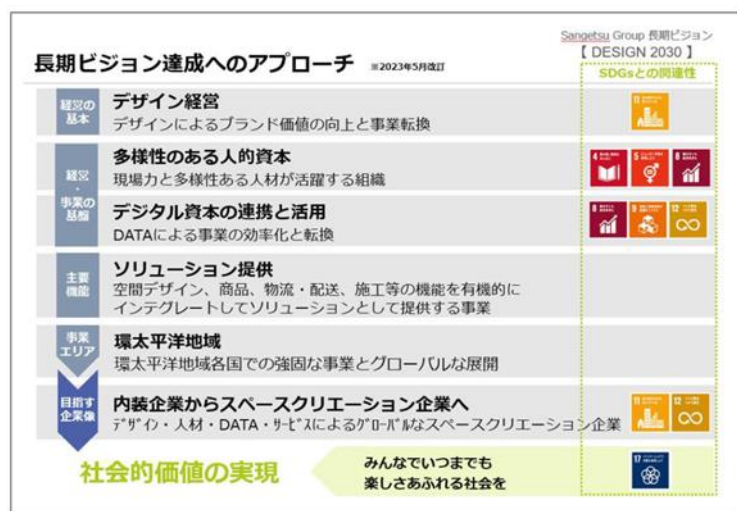 Sangetsu Group 長期ビジョン
【 DESIGN 2030 】
長期ビジョン達成へのアプローチ ※2023年5月改訂
SDGsとの関連性
経営の
基本
デザイン経営
デザインによるブランド価値の向上と事業転換
11
経営
・
事業の
基盤
多様性のある人的資本
現場力と多様性ある人材が活躍する組織
4 5 8
デジタル資本の連携と活用
DATAによる事業の効率化と転換
8 9 12
主要
機能
ソリューション提供
空間デザイン、商品、物流・配送、施工等の機能を有機的に
インテグレートしてソリューションとして提供する事業
事業
エリア
環太平洋地域
環太平洋地域各国での強固な事業とグローバルな展開
目指す
企業像
内装企業からスペースクリエーション企業へ
デザイン・人材・DATA・サービスによるグローバルなスペースクリエーション企業
11 12
社会的価値の実現
みんなでいつまでも
楽しさあふれる社会を
17